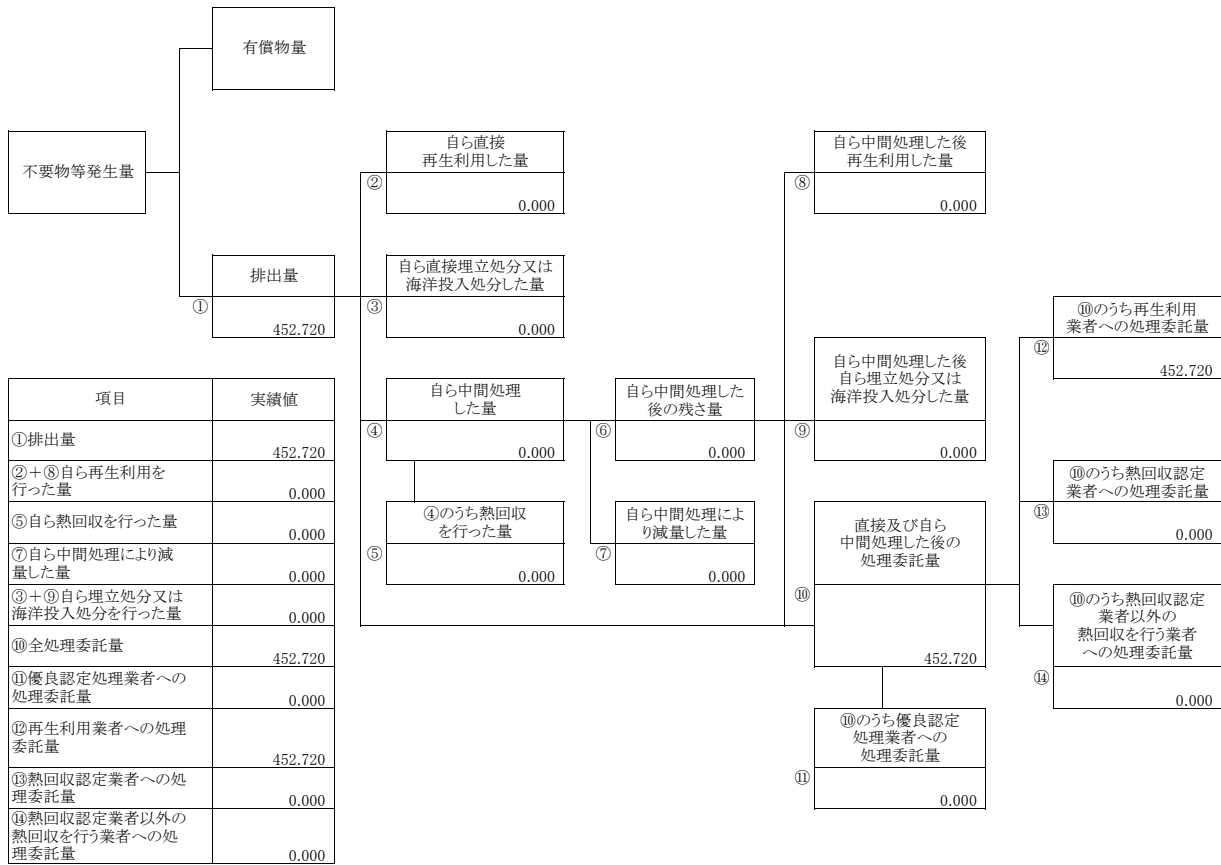 有償物量
不要物等発生量
自ら直接
再生利用した量
②
0.000
自ら中間処理した後
再生利用した量
⑧
0.000
排出量
①
452.720
自ら直接埋立処分又は
海洋投入処分した量
③
0.000
⑩のうち再生利用
業者への処理委託量
⑫
452.720
自ら中間処理
した量
④
0.000
自ら中間処理した
後の残さ量
⑥
0.000
自ら中間処理した後
自ら埋立処分又は
海洋投入処分した量
⑨
0.000
④のうち熱回収
を行った量
⑤
0.000
自ら中間処理によ
り減量した量
⑦
0.000
直接及び自ら
中間処理した後の
処理委託量
⑩
452.720
⑩のうち熱回収認定
業者への処理委託量
⑬
0.000
⑩のうち熱回収認定
業者以外の
熱回収を行う業者
への処理委託量
⑭
0.000
⑩のうち優良認定
処理業者への
処理委託量
⑪
0.000
項目 実績値
①排出量
452.720
②+⑧自ら再生利用を
行った量 0.000
⑤自ら熱回収を行った量
0.000
⑦自ら中間処理により減
量した量 0.000
③+⑨自ら埋立処分又は
海洋投入処分を行った量 0.000
⑩全処理委託量
452.720
⑪優良認定処理業者への
処理委託量 0.000
⑫再生利用業者への処理
委託量
452.720
⑬熱回収認定業者への処
理委託量 0.000
⑭熱回収認定業者以外の
熱回収を行う業者への処
理委託量 0.000